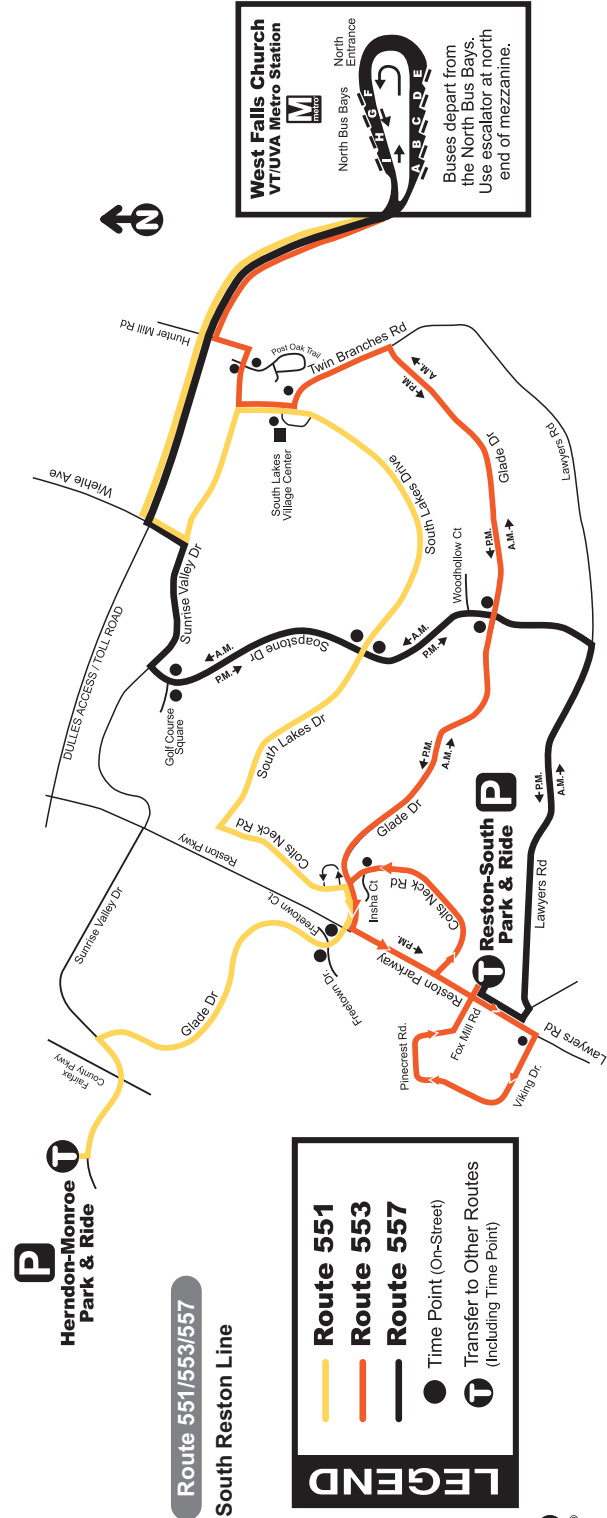 Route 551/553/557
South Reston Line
P
Herndon-Monroe
Park & Ride
T
LEGEND
Route 551
Route 553
Route 557
Time Point (On-Street)
T
Transfer to Other Routes
(Including Time Point)
Fairfax
County Pkwy
Sunrise Valley Dr
Glade Dr
Freetown Dr.
Freetown Ct.
Reston Pkwy
DULLES ACCESS / TOLL ROAD
Wiehle Ave
Hunter Mill Rd
N
Golf Course
Square
Sunrise Valley Dr
Soapstone Dr
A.M.
P.M.
A.M.
P.M.
Colts Neck Rd
South Lakes Dr
South Lakes Drive
South Lakes
Village Center
Post Oak Trail
Twin Branches Rd
A.M.
P.M.
Glade Dr
P.M.
A.M.
Woodhollow Ct
Lawyers Rd
Glade Dr
P.M.
A.M.
Insha Ct
Colts Neck Rd
P.M.
Reston Parkway
T
Reston-South
Park & Ride
P
Pinecrest Rd.
Fox Mill Rd
Viking Dr.
Lawyers Rd
Lawyers Rd
P.M.
A.M.
West Falls Church
VT/UVA Metro Station
M
metro
North Bus Bays
North
Entrance
I H G F
A B C D E
Buses depart from
the North Bus Bays.
Use escalator at north
end of mezzanine.
®